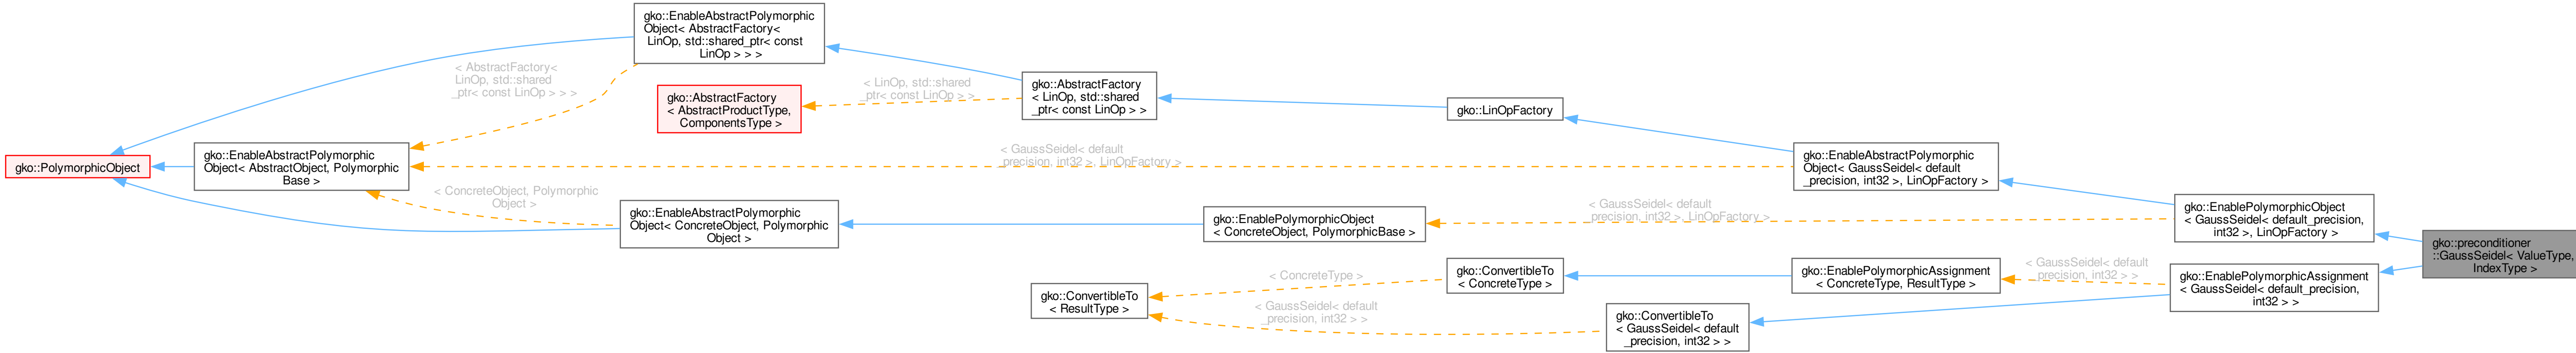 gko::EnableAbstractPolymorphic
Object< AbstractFactory<
LinOp, std::shared_ptr< const
LinOp > > >
< AbstractFactory<
LinOp, std::shared
_ptr< const LinOp > > >
gko::AbstractFactory
< AbstractProductType,
ComponentsType >
< LinOp, std::shared
_ptr< const LinOp > >
gko::AbstractFactory
< LinOp, std::shared
_ptr< const LinOp > >
gko::LinOpFactory
gko::PolymorphicObject
gko::EnableAbstractPolymorphic
Object< AbstractObject, Polymorphic
Base >
< GaussSeidel< default
_precision, int32 >, LinOpFactory >
gko::EnableAbstractPolymorphic
Object< GaussSeidel< default
_precision, int32 >, LinOpFactory >
< ConcreteObject, Polymorphic
Object >
gko::EnableAbstractPolymorphic
Object< ConcreteObject, Polymorphic
Object >
gko::EnablePolymorphicObject
< ConcreteObject, PolymorphicBase >
< GaussSeidel< default
_precision, int32 >, LinOpFactory >
gko::EnablePolymorphicObject
< GaussSeidel< default_precision,
int32 >, LinOpFactory >
gko::preconditioner
::GaussSeidel< ValueType,
IndexType >
gko::ConvertibleTo
< ResultType >
< ConcreteType >
< GaussSeidel< default
_precision, int32 > >
gko::ConvertibleTo
< ConcreteType >
gko::EnablePolymorphicAssignment
< ConcreteType, ResultType >
< GaussSeidel< default
_precision, int32 > >
gko::EnablePolymorphicAssignment
< GaussSeidel< default_precision,
int32 > >
gko::ConvertibleTo
< GaussSeidel< default
_precision, int32 > >